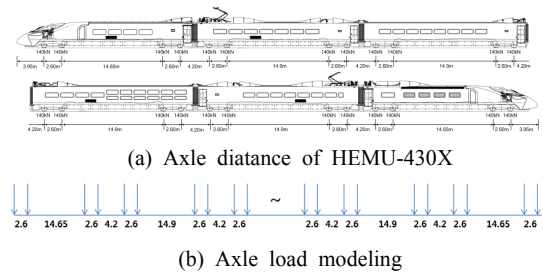 140kN 140kN 140kN 140kN 140kN 140kN 140kN 140kN 140kN 140kN 140kN 140kN
3.95m 2.60m 14.65m 2.60m 4.20m 2.60m 14.9m 2.60m 4.20m 2.60m 14.9m 2.60m 4.20m
140kN 140kN 140kN 140kN 140kN 140kN 140kN 140kN 140kN 140kN 140kN 140kN
4.20m 2.60m 14.9m 2.60m 4.20m 2.60m 14.9m 2.60m 4.20m 2.60m 14.65m 2.60m 3.95m
(a) Axle diatance of HEMU-430X
~
2.6 14.65 2.6 4.2 2.6 14.9 2.6 4.2 2.6 2.6 4.2 2.6 14.9 2.6 4.2 2.6 14.65 2.6
(b) Axle load modeling